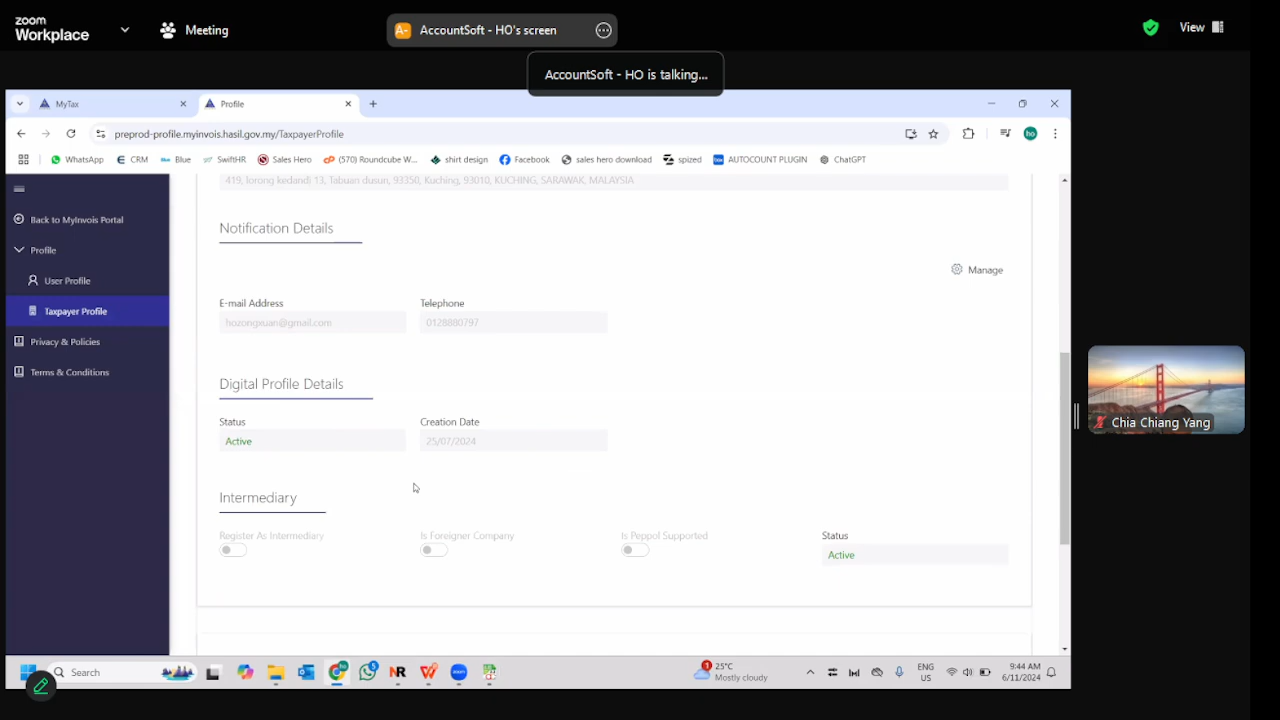 zoom
Workplace
Meeting
A-
AccountSoft - HO's screen
View
AccountSoft - HO is talking...
MyTax
Profile
preprod-profile.myinvois.hasil.gov.my/TaxpayerProfile
ho
WhatsApp
CRM
Blue
SwiftHR
Sales Hero
(570) Roundcube W...
shirt design
Facebook
sales hero download
spized
AUTOCOUNT PLUGIN
ChatGPT
419, lorong kedandi 13, Tabuan dusun, 93350, Kuching, 93010, KUCHING, SARAWAK, MALAYSIA
Back to MyInvois Portal
Profile
User Profile
Taxpayer Profile
Privacy & Policies
Terms & Conditions
Notification Details
Manage
E-mail Address
Telephone
hozongxuan@gmail.com
0128880797
Digital Profile Details
Status
Creation Date
Active
25/07/2024
Intermediary
Register As Intermediary
Is Foreigner Company
Is Peppol Supported
Status
Active
Chia Chiang Yang
Search
25°C
Mostly cloudy
ENG
US
9:44 AM
6/11/2024